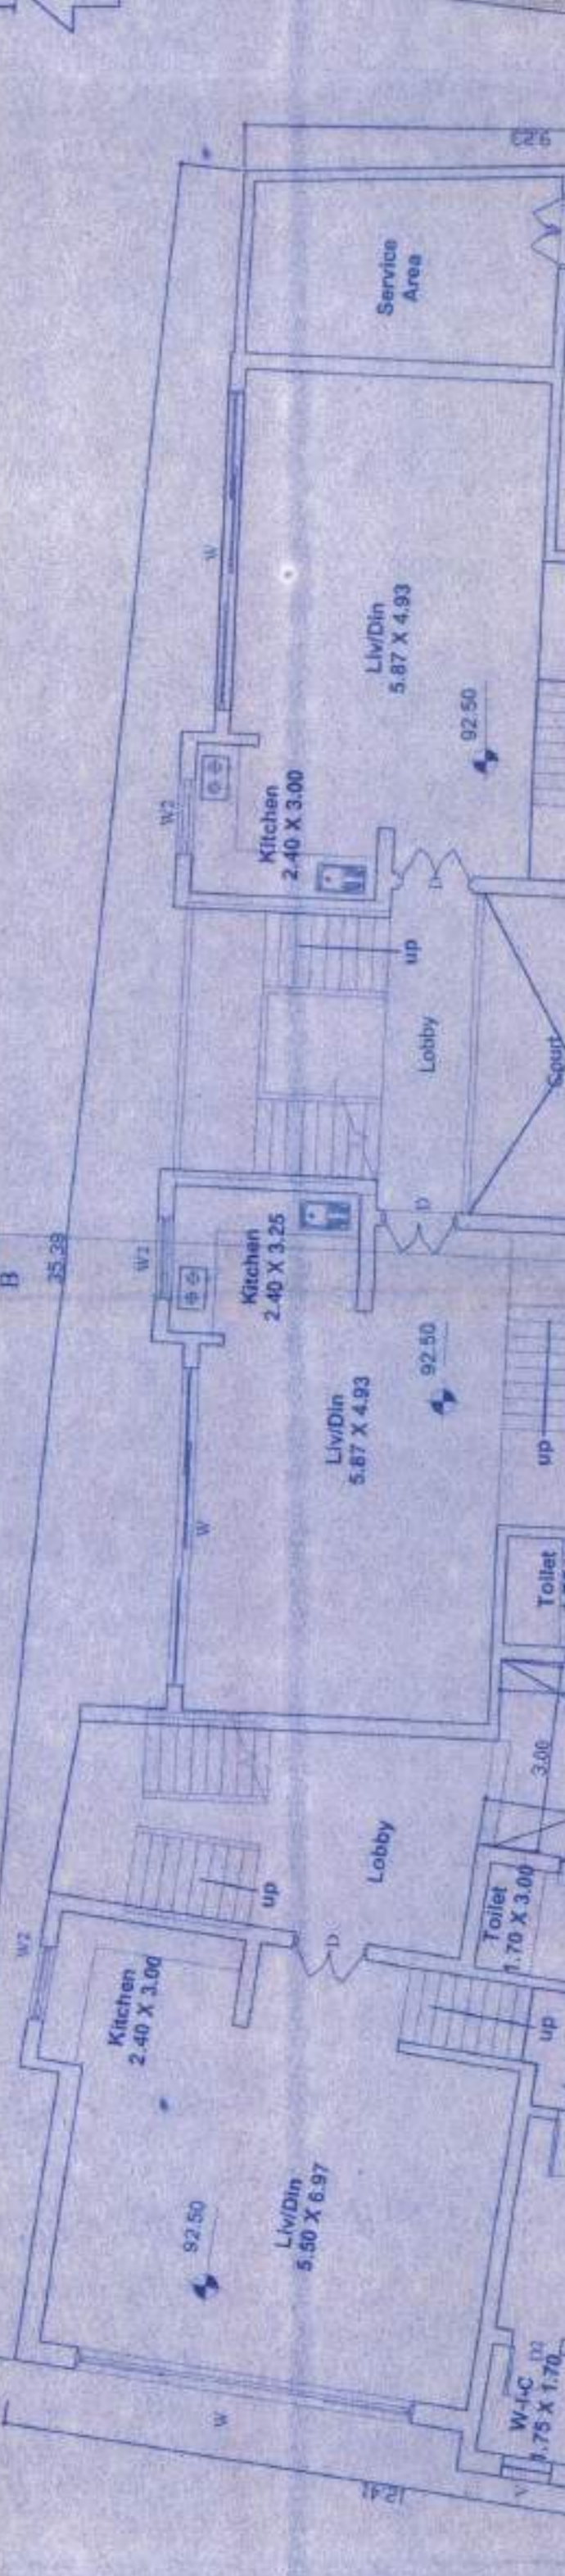 9.23
Service
Area
W
Liv/Din
5.87 X 4.93
92.50
W2
Kitchen
2.40 X 3.00
D
up
Lobby
Court
D
B
35.39
W2
Kitchen
2.40 X 3.25
92.50
Liv/Din
5.87 X 4.93
up
W
Toilet
3.00
Lobby
up
Toilet
1.70 X 3.00
W2
D
Kitchen
2.40 X 3.00
up
92.50
Liv/Din
5.50 X 6.97
W-I-C
1.75 X 1.70
W
V